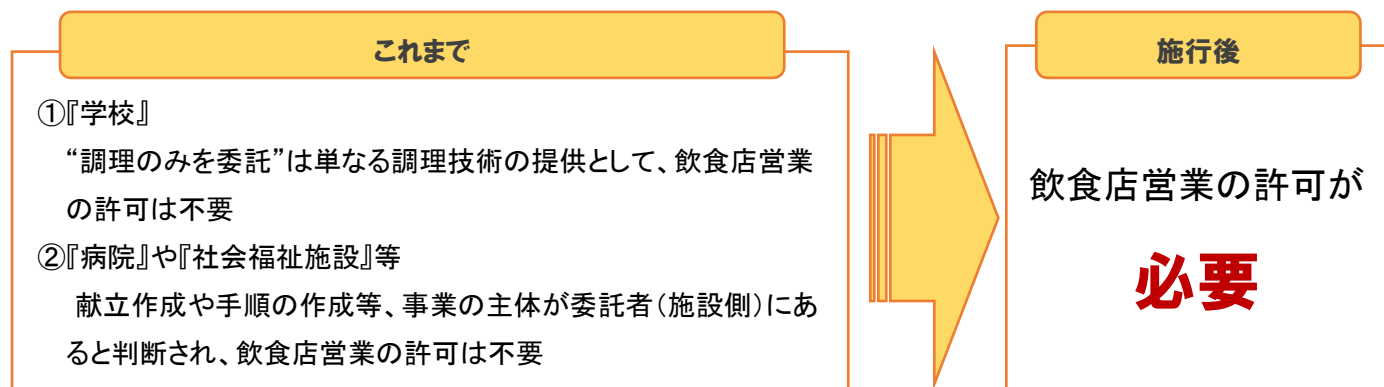 これまで
①『学校』
“調理のみを委託”は単なる調理技術の提供として、飲食店営業
の許可は不要
②『病院』や『社会福祉施設』等
献立作成や手順の作成等、事業の主体が委託者（施設側）にあ
ると判断され、飲食店営業の許可は不要
施行後
飲食店営業の許可が
必要